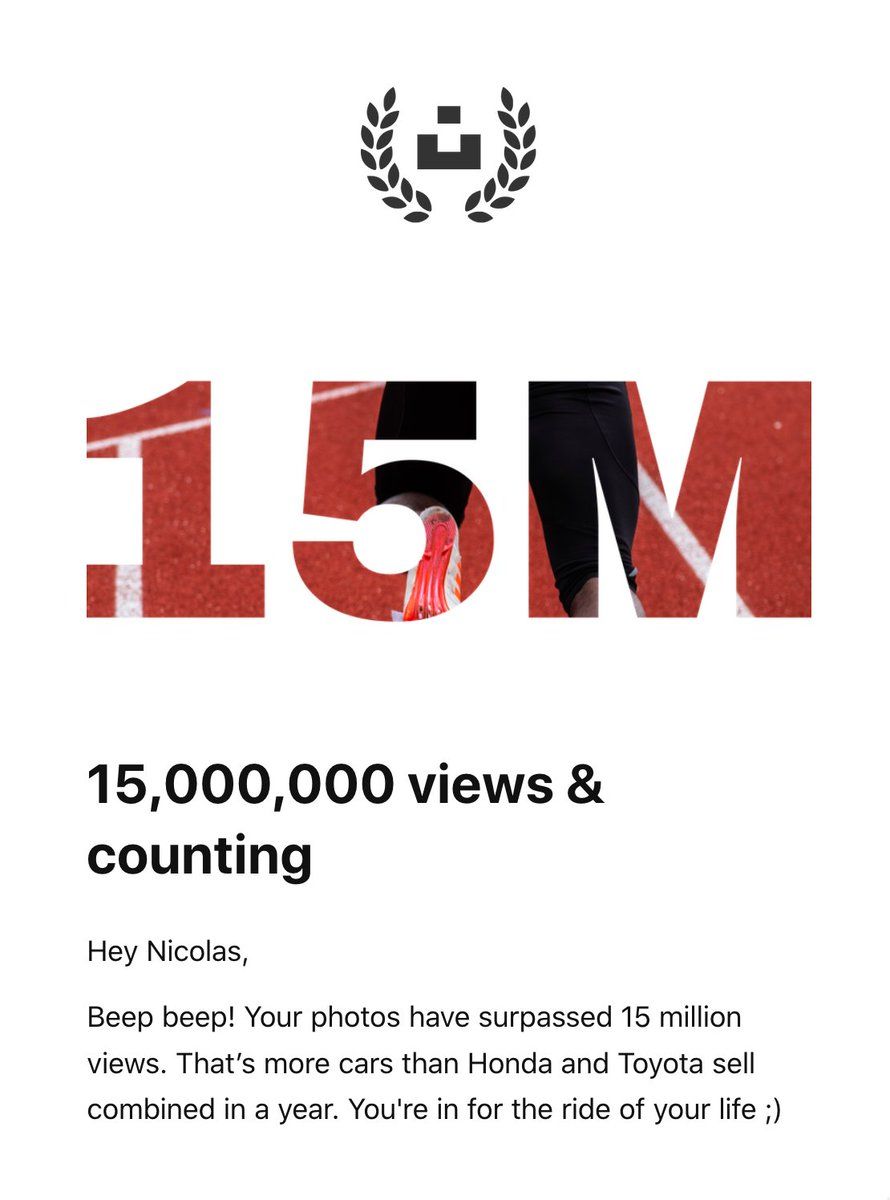 15M
15,000,000 views &
counting
Hey Nicolas,
Beep beep! Your photos have surpassed 15 million
views. That’s more cars than Honda and Toyota sell
combined in a year. You're in for the ride of your life ;)